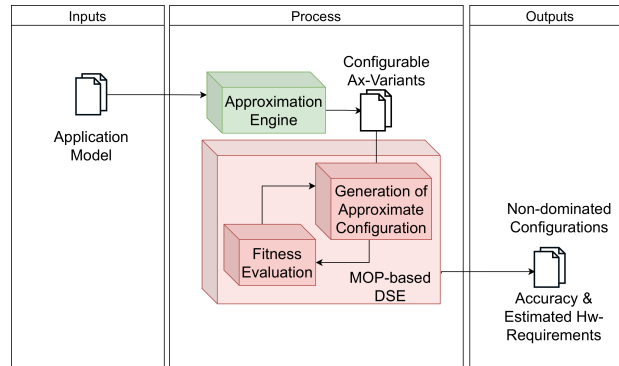 Inputs
Process
Outputs
Application
Model
Approximation
Engine
Configurable
Ax-Variants
Generation of
Approximate
Configuration
Fitness
Evaluation
MOP-based
DSE
Non-dominated
Configurations
Accuracy &
Estimated Hw-
Requirements